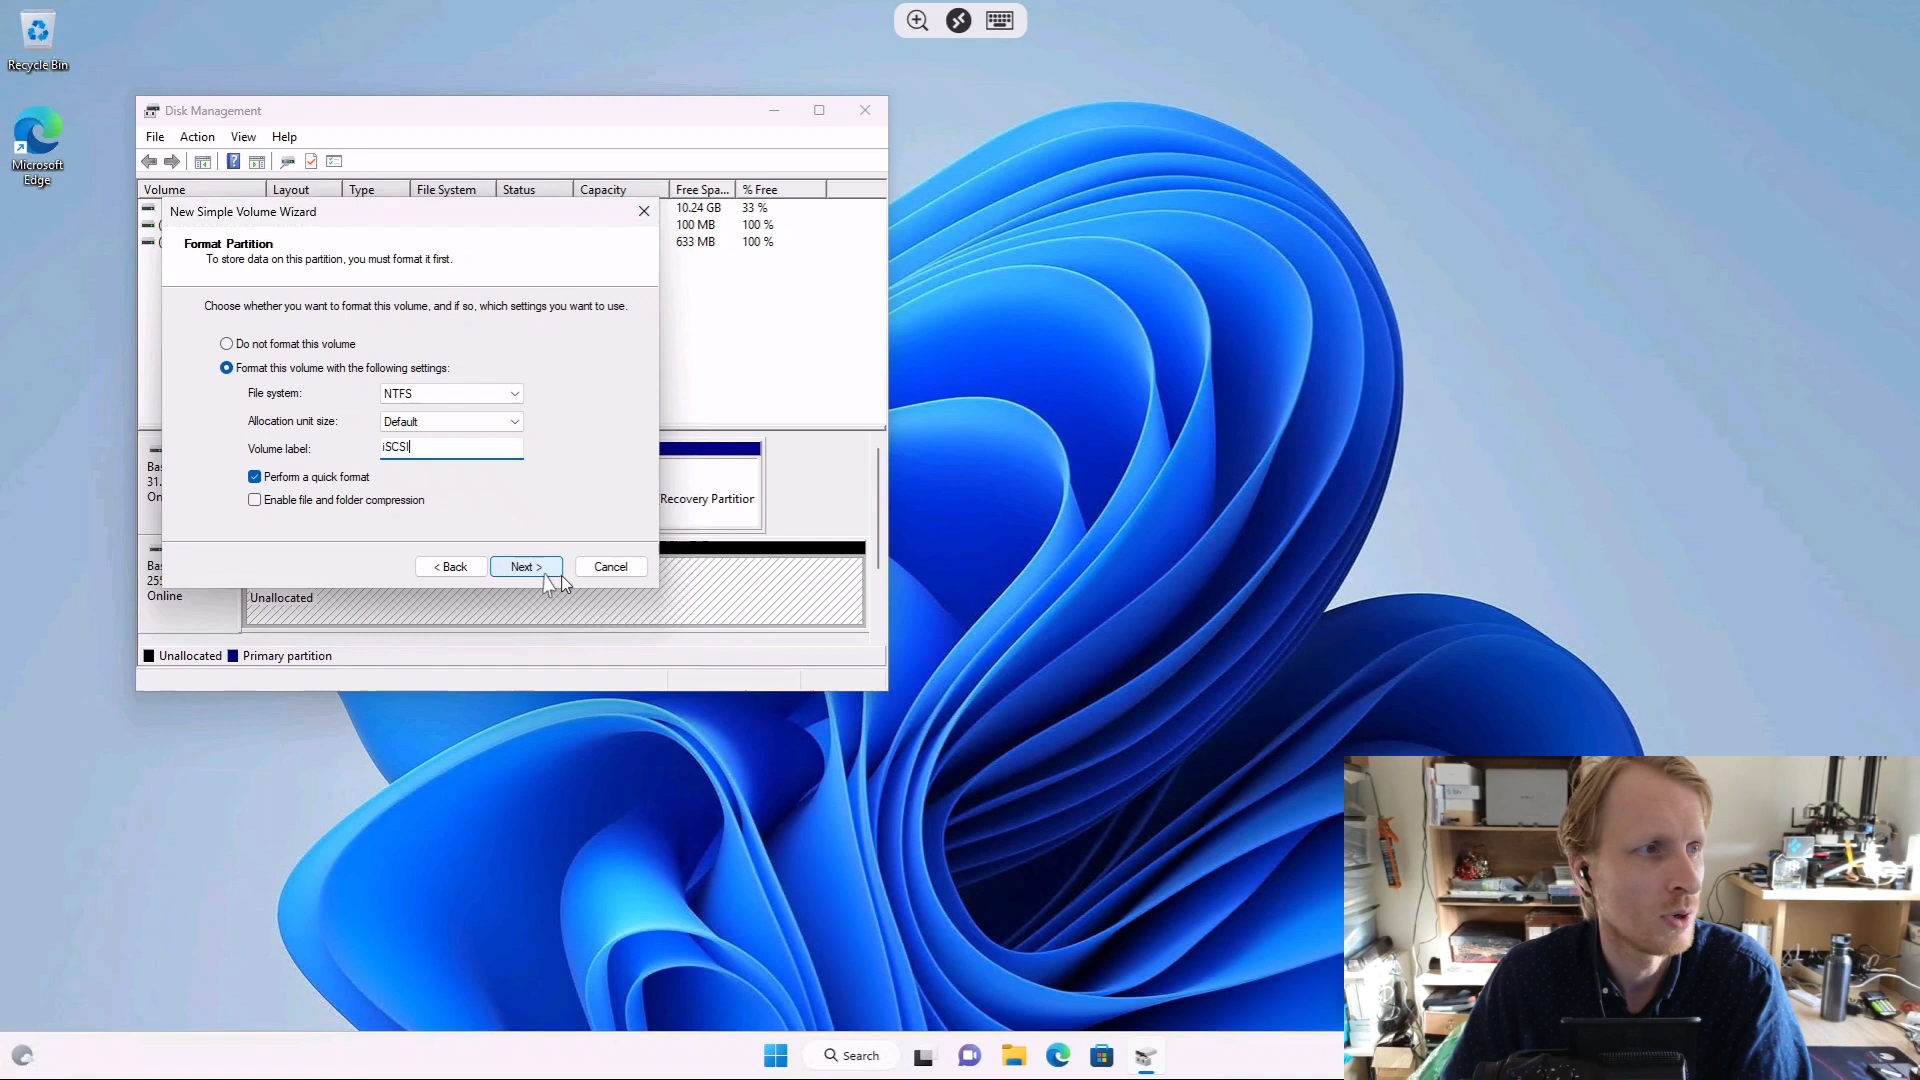 Recycle Bin
Microsoft
Edge
Disk Management
File Action View Help
Volume Layout Type File System Status Capacity Free Spa... % Free
10.24 GB 33 %
100 MB 100 %
633 MB 100 %
New Simple Volume Wizard
Format Partition
To store data on this partition, you must format it first.
Choose whether you want to format this volume, and if so, which settings you want to use.
Do not format this volume
Format this volume with the following settings:
File system: NTFS
Allocation unit size: Default
Volume label: iSCSI
Perform a quick format
Enable file and folder compression
< Back Next > Cancel
Bas
31.
On
Recovery Partition
Bas
255
Online
Unallocated
Unallocated Primary partition
Search